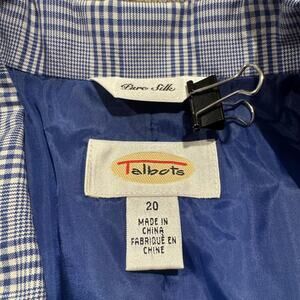 Pure Silk
Talbots
20
MADE IN
CHINA
FABRIQUÉ EN
CHINE